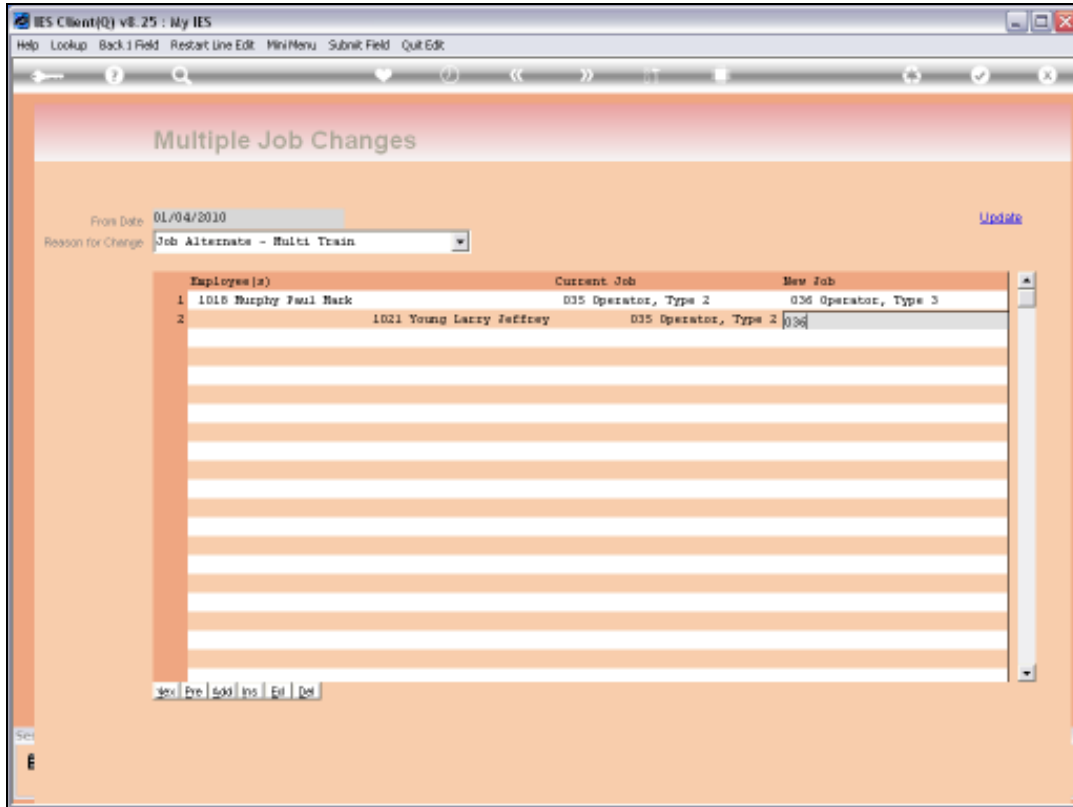 IES Client(Q) v8.25 : My IES
Help Lookup Back 1 Field Restart Line Edit MiniMenu Submit Field Quit Edit
Multiple Job Changes
From Date 01/04/2010 Update
Reason for Change Job Alternate - Multi Train
Employee(s) Current Job New Job
1 1018 Murphy Paul Mark 035 Operator, Type 2 036 Operator, Type 3
2 1021 Young Larry Jeffrey 035 Operator, Type 2 036
Nex Pre Add Ins Edi Del